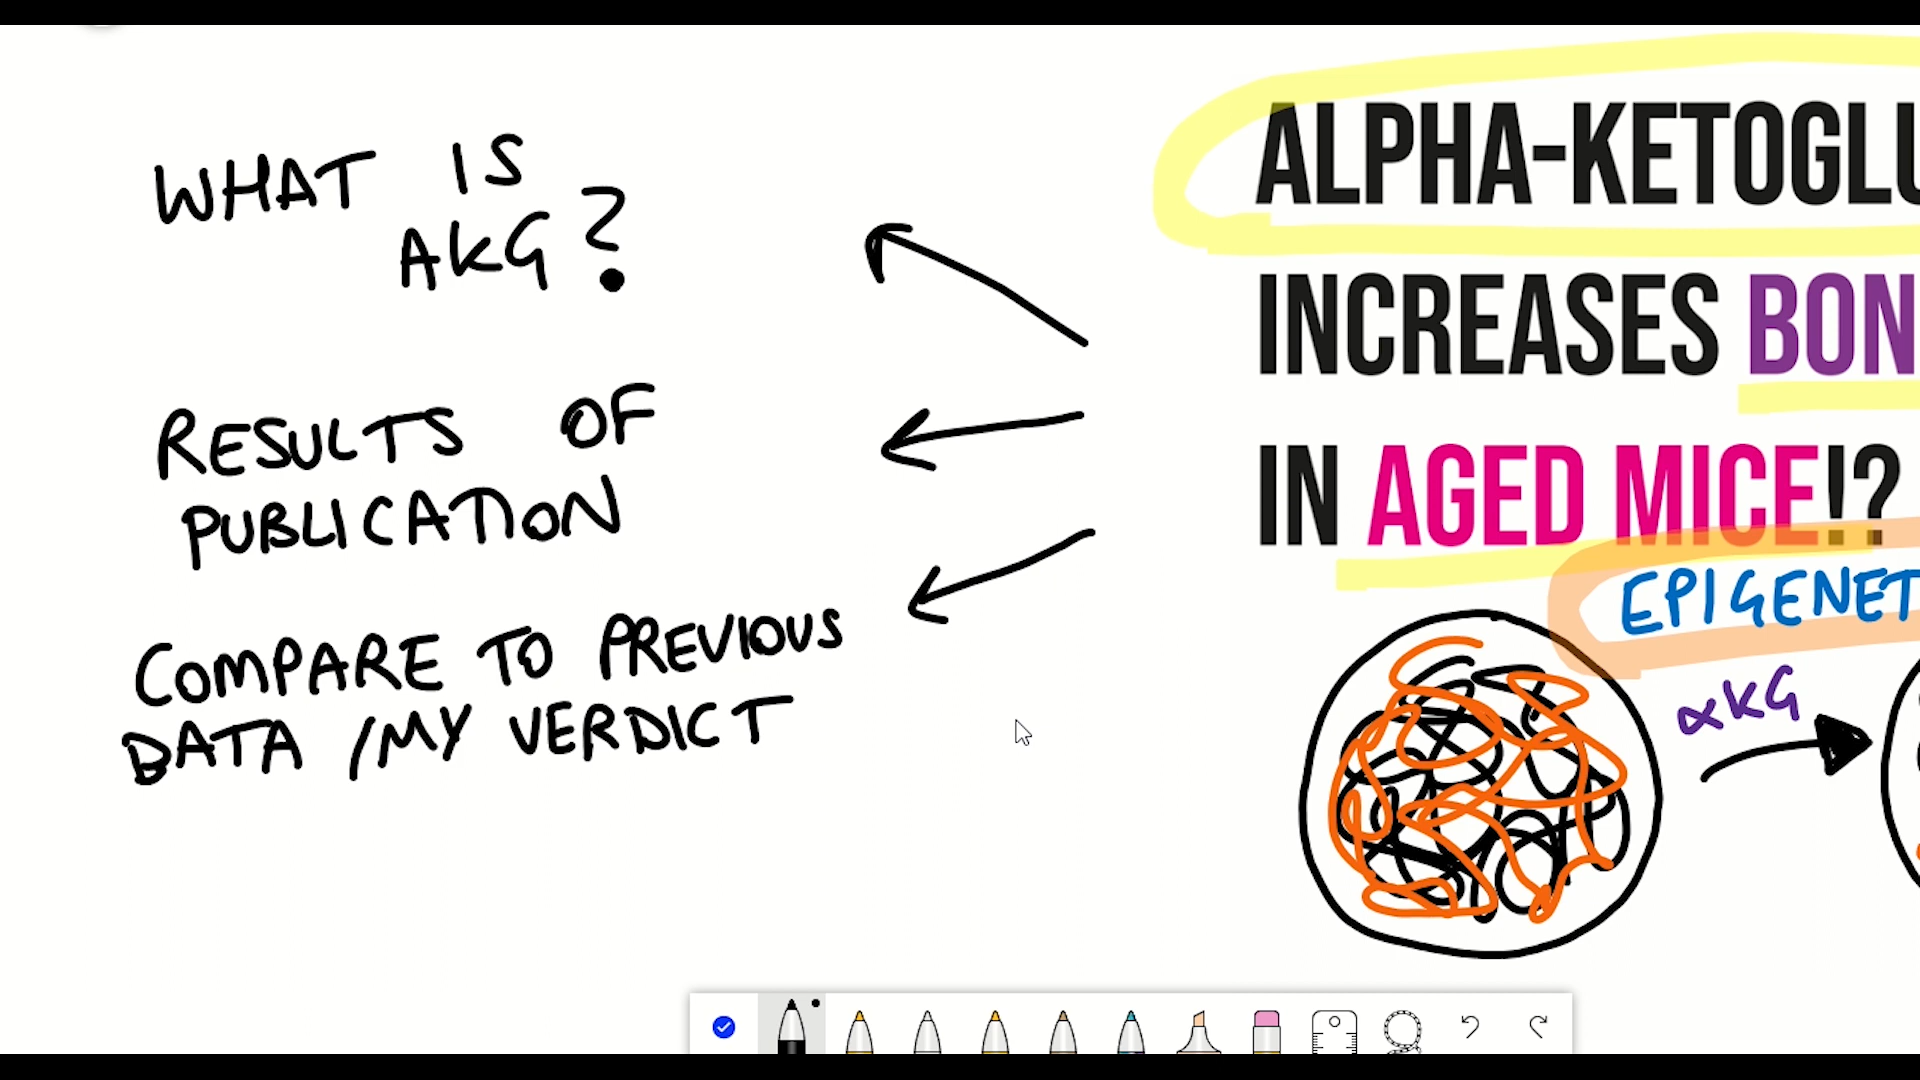 WHAT IS
AKG?
RESULTS OF
PUBLICATION
COMPARE TO PREVIOUS
DATA /MY VERDICT
ALPHA-KETOGLU
INCREASES BON
IN AGED MICE!?
EPIGENET
αKG